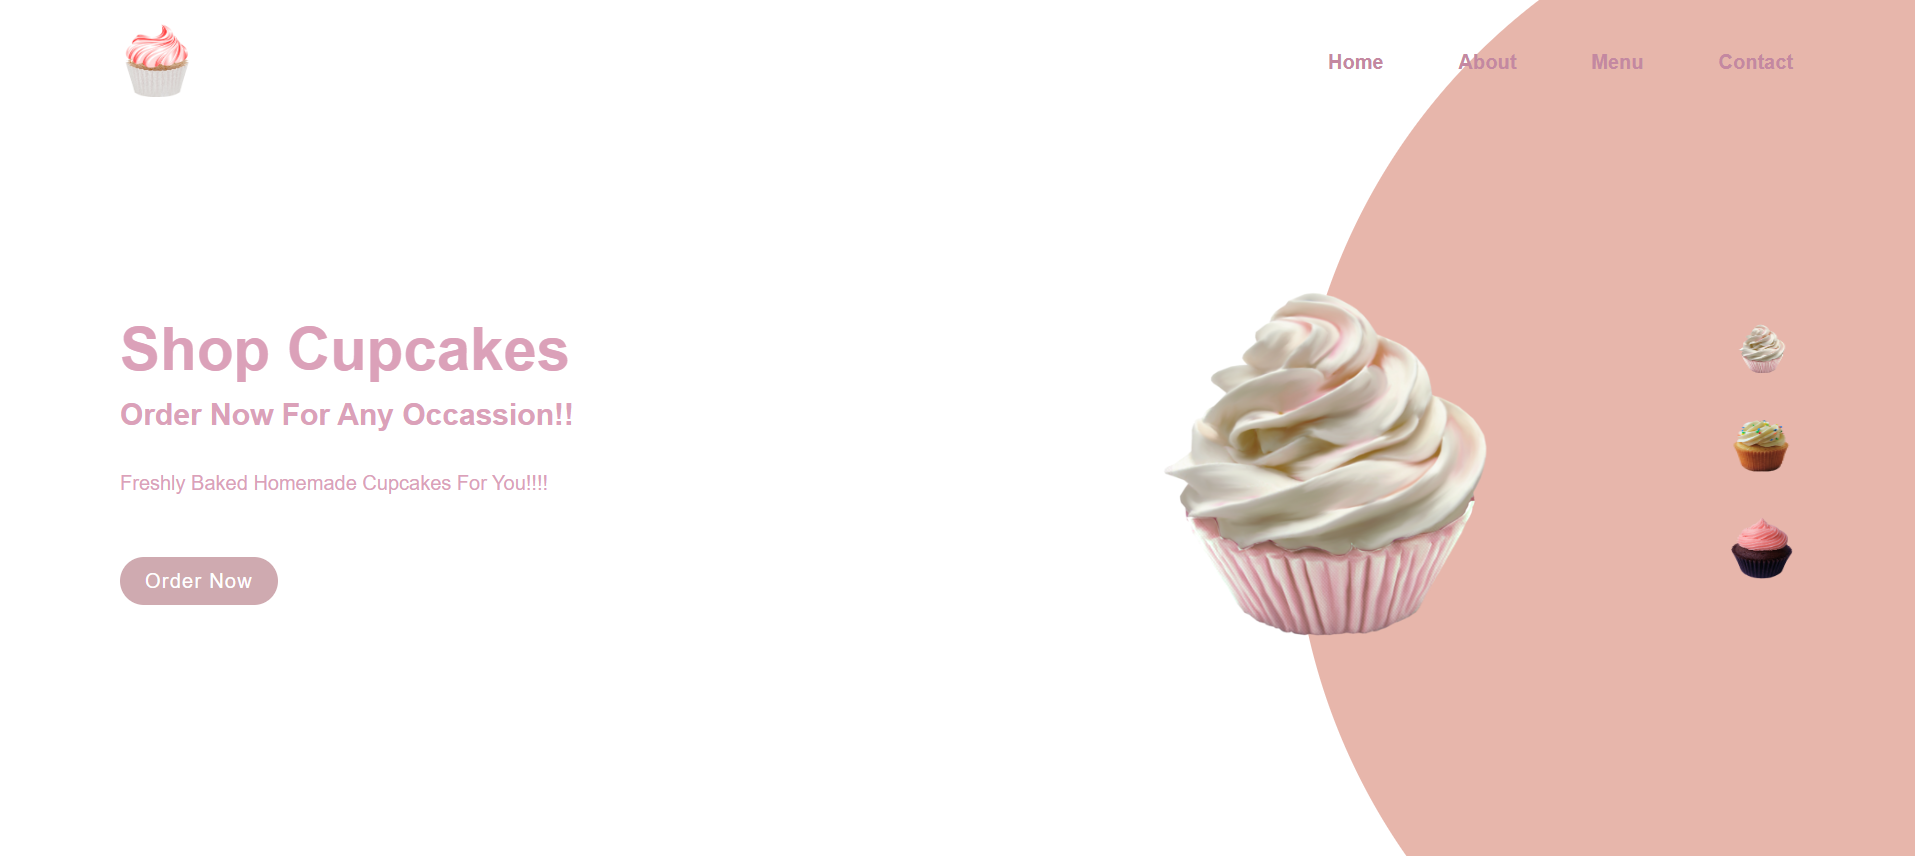 Home About Menu Contact
Shop Cupcakes
Order Now For Any Occassion!!
Freshly Baked Homemade Cupcakes For You!!!!
Order Now